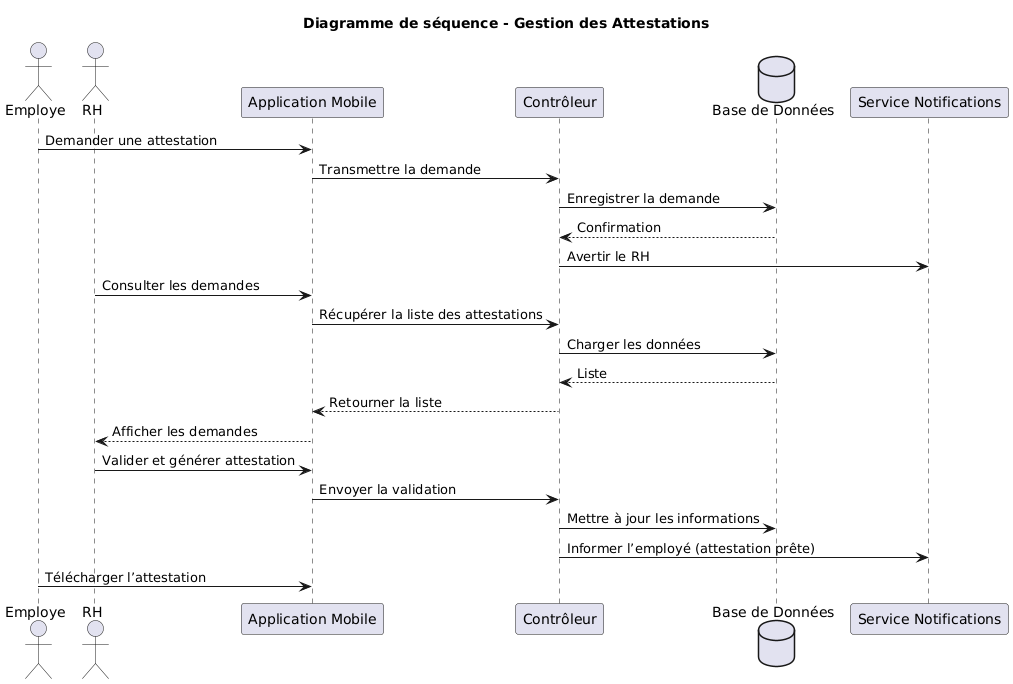 Diagramme de séquence - Gestion des Attestations
Employe
RH
Application Mobile
Contrôleur
Base de Données
Service Notifications
Demander une attestation
Transmettre la demande
Enregistrer la demande
Confirmation
Avertir le RH
Consulter les demandes
Récupérer la liste des attestations
Charger les données
Liste
Retourner la liste
Afficher les demandes
Valider et générer attestation
Envoyer la validation
Mettre à jour les informations
Informer l’employé (attestation prête)
Télécharger l’attestation
Employe
RH
Application Mobile
Contrôleur
Base de Données
Service Notifications